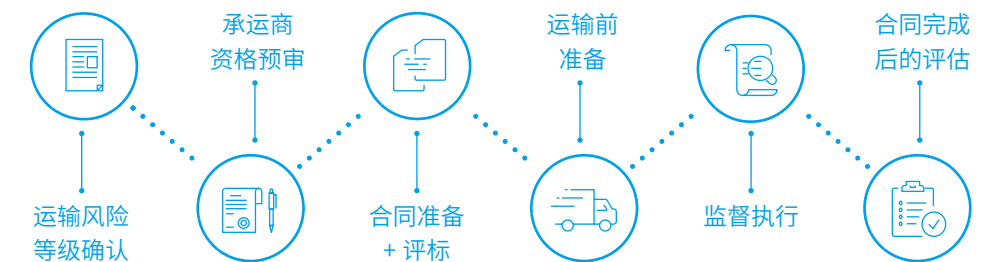 运输风险
等级确认
承运商
资格预审
合同准备
+ 评标
运输前
准备
监督执行
合同完成
后的评估